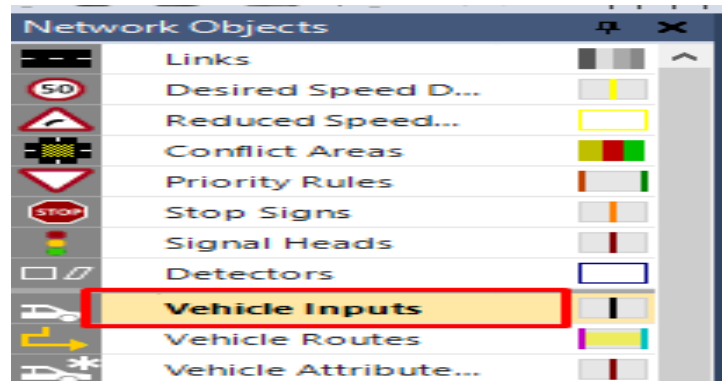 Network Objects
Links
50 Desired Speed D...
Reduced Speed...
Conflict Areas
Priority Rules
STOP Stop Signs
Signal Heads
Detectors
Vehicle Inputs
Vehicle Routes
Vehicle Attribute...